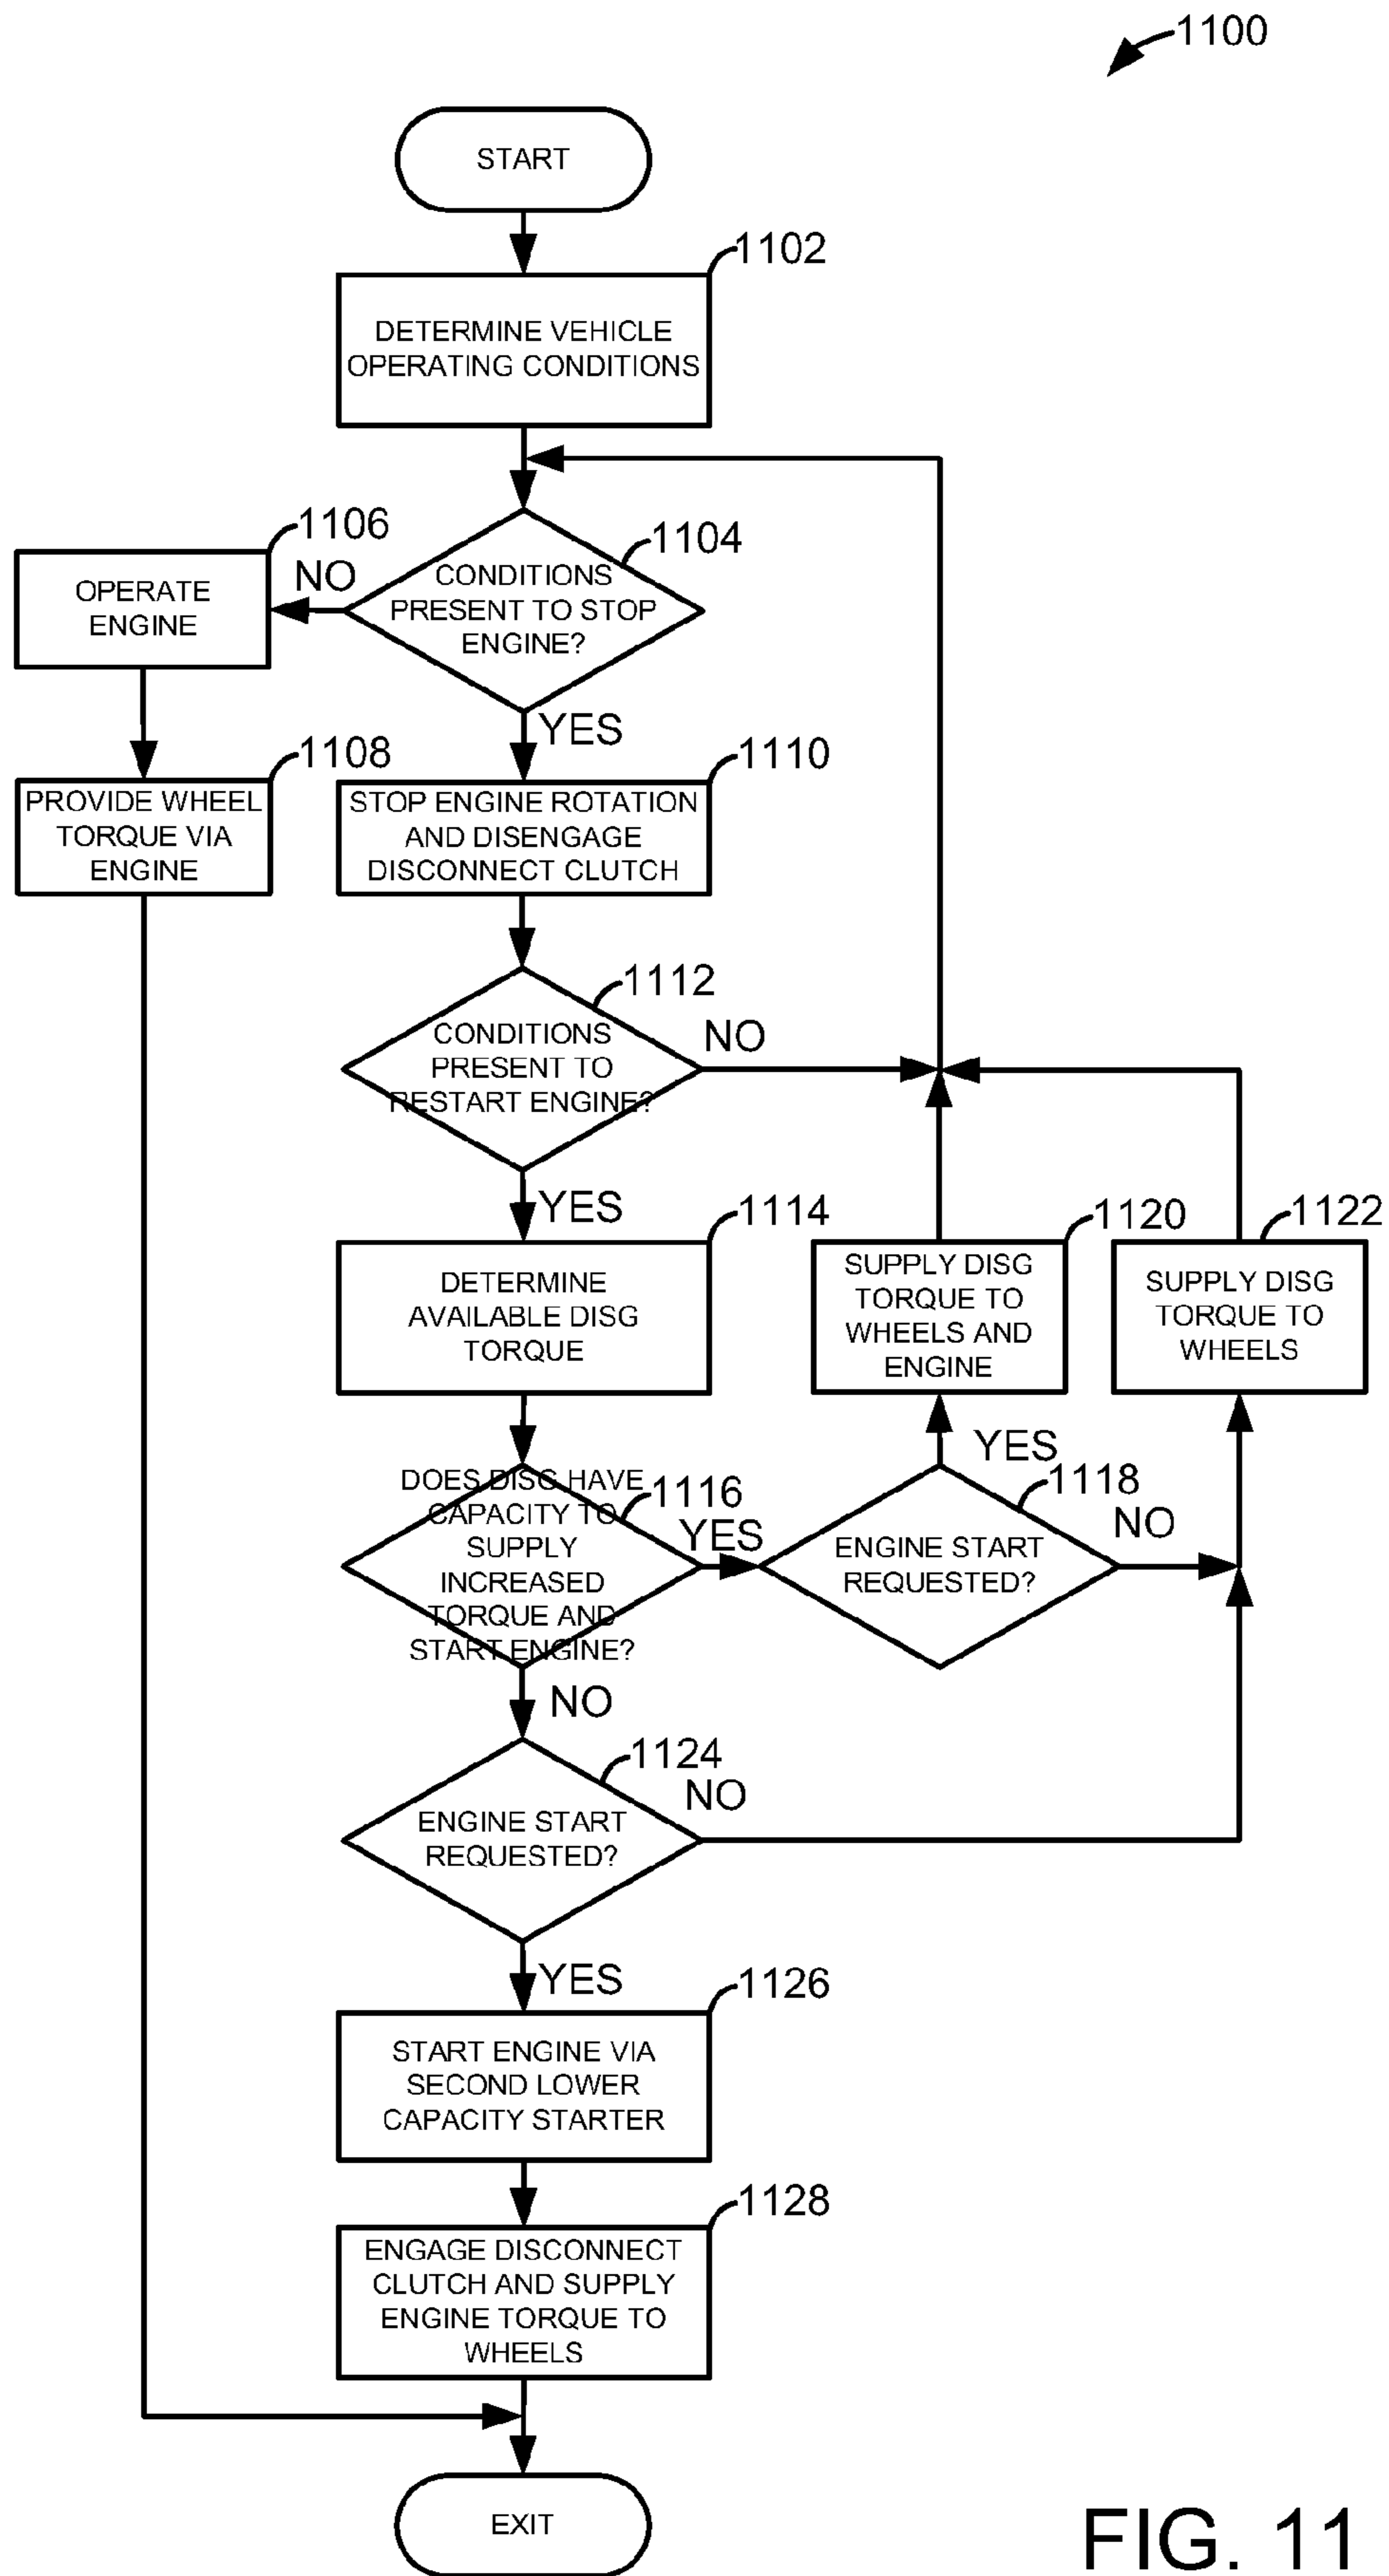 1100
START
1102
DETERMINE VEHICLE
OPERATING CONDITIONS
1104
CONDITIONS
PRESENT TO STOP
ENGINE?
NO
1106
OPERATE
ENGINE
YES
1108
PROVIDE WHEEL
TORQUE VIA
ENGINE
1110
STOP ENGINE ROTATION
AND DISENGAGE
DISCONNECT CLUTCH
1112
CONDITIONS
PRESENT TO
RESTART ENGINE?
NO
YES
1114
DETERMINE
AVAILABLE DISG
TORQUE
1120
SUPPLY DISG
TORQUE TO
WHEELS AND
ENGINE
1122
SUPPLY DISG
TORQUE TO
WHEELS
1116
DOES DISG HAVE
CAPACITY TO
SUPPLY
INCREASED
TORQUE AND
START ENGINE?
YES
YES
1118
ENGINE START
REQUESTED?
NO
NO
1124
ENGINE START
REQUESTED?
NO
YES
1126
START ENGINE VIA
SECOND LOWER
CAPACITY STARTER
1128
ENGAGE DISCONNECT
CLUTCH AND SUPPLY
ENGINE TORQUE TO
WHEELS
EXIT
FIG. 11